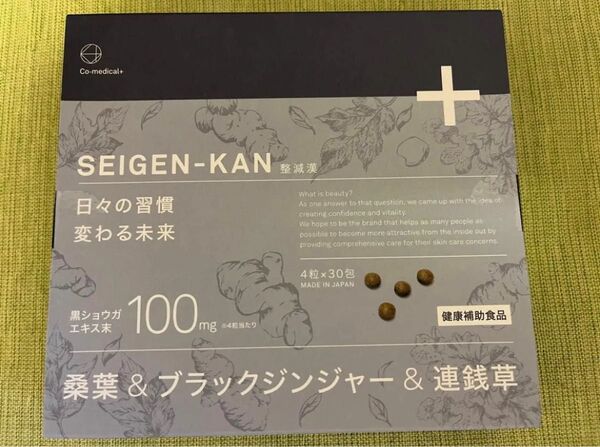 Co-medical+
SEIGEN-KAN 整減漢
日々の習慣
変わる未来
What is beauty?
As one answer to that question, we came up with the idea of
creating confidence and vitality.
We hope to be the brand that helps as many people as
possible to become more attractive from the inside out by
providing comprehensive care for their skin care concerns.
4粒×30包
MADE IN JAPAN
黒ショウガ
エキス末 100mg ※4粒当たり
健康補助食品
桑葉 & ブラックジンジャー & 連銭草